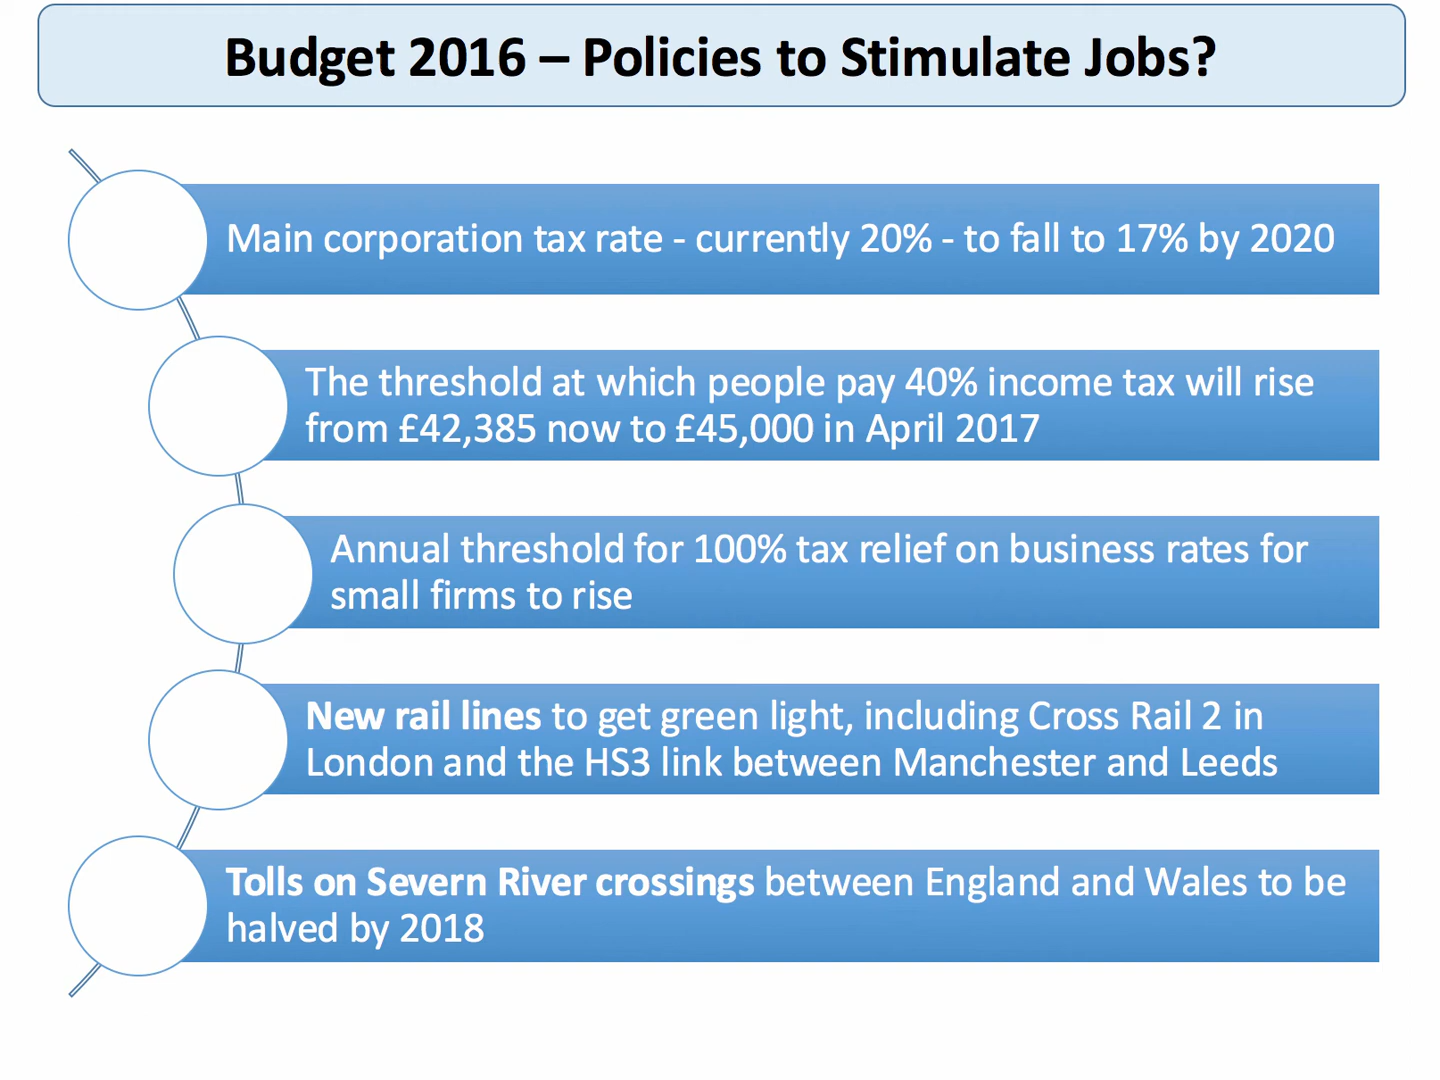 Budget 2016 – Policies to Stimulate Jobs?
Main corporation tax rate - currently 20% - to fall to 17% by 2020
The threshold at which people pay 40% income tax will rise
from £42,385 now to £45,000 in April 2017
Annual threshold for 100% tax relief on business rates for
small firms to rise
New rail lines to get green light, including Cross Rail 2 in
London and the HS3 link between Manchester and Leeds
Tolls on Severn River crossings between England and Wales to be
halved by 2018